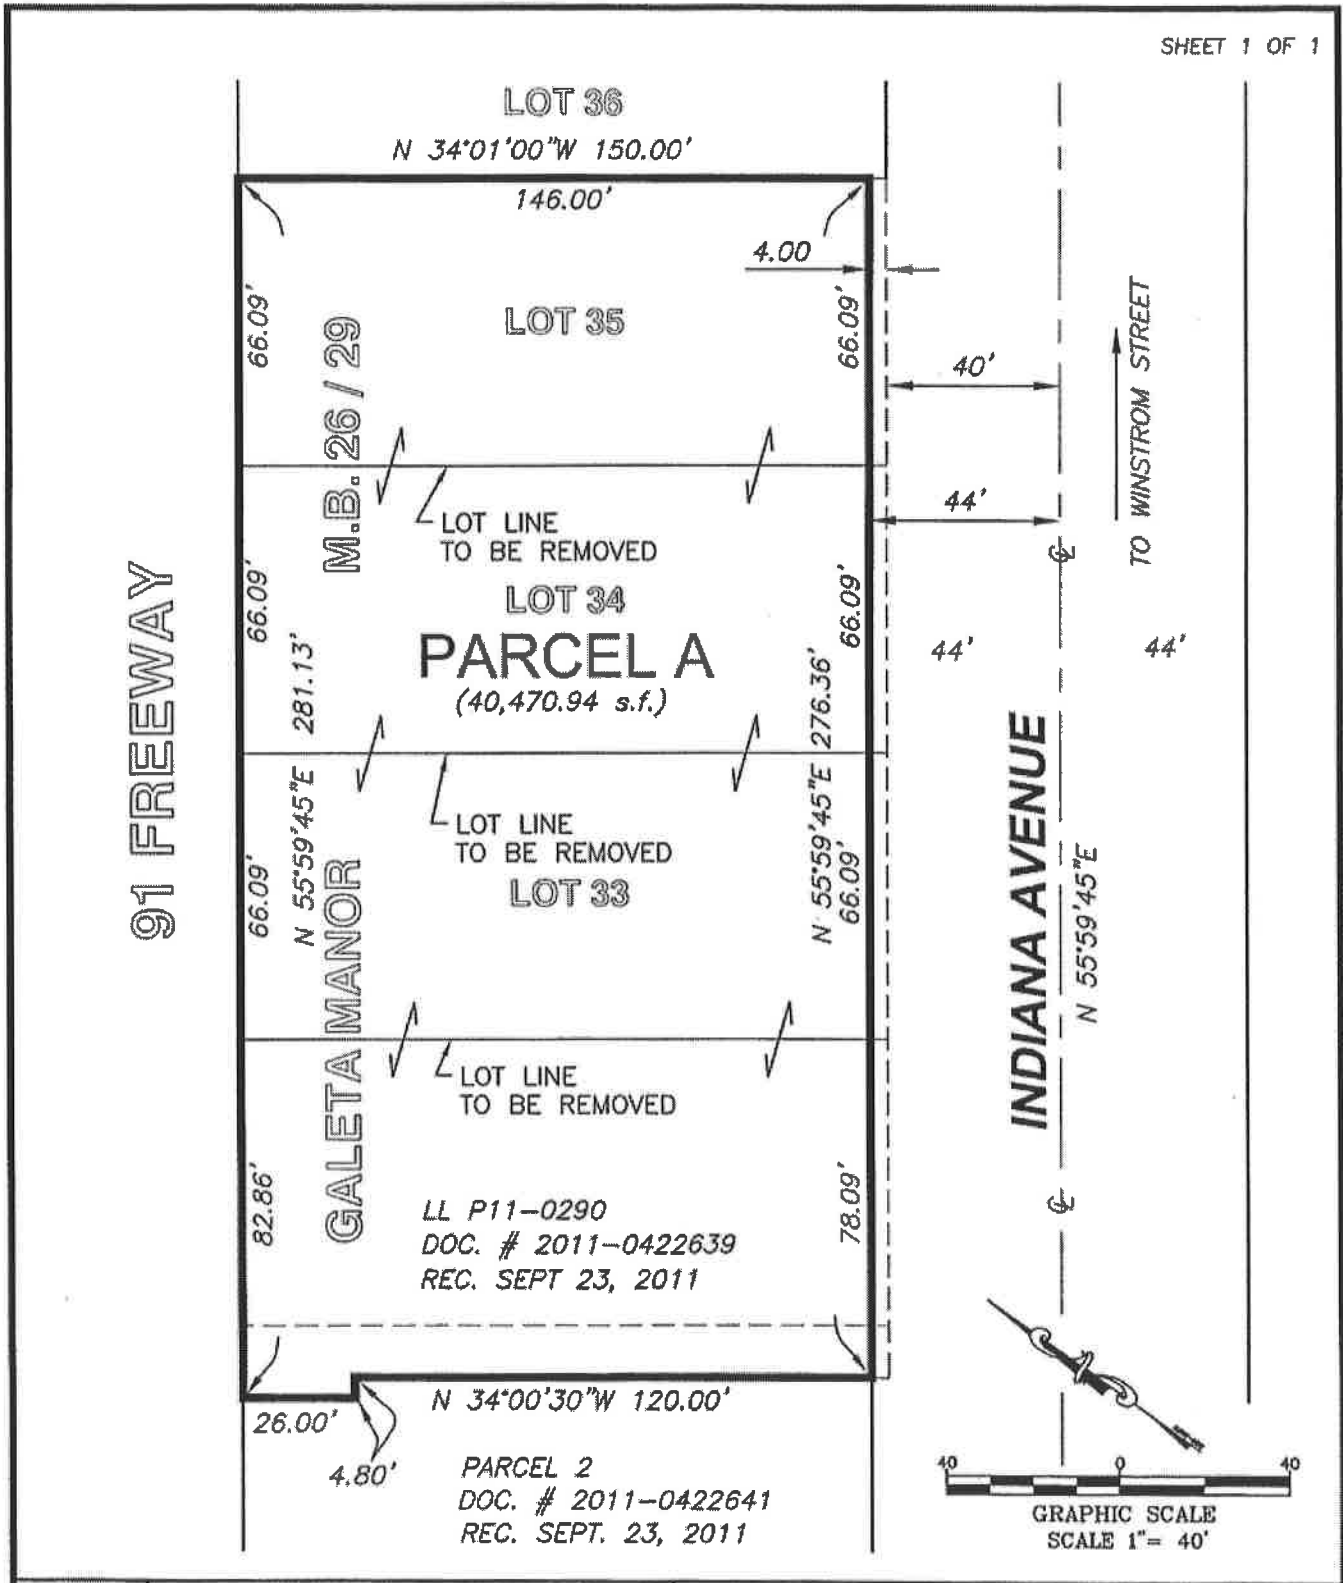 SHEET 1 OF 1
LOT 36
N 34°01'00"W 150.00'
146.00'
4.00
66.09'
LOT 35
66.09'
M.B. 26 / 29
40'
TO WINSTROM STREET
44'
LOT LINE
TO BE REMOVED
91 FREEWAY
66.09'
LOT 34
66.09'
PARCEL A
(40,470.94 s.f.)
N 55°59'45"E 281.13'
N 55°59'45"E 276.36'
44'
44'
LOT LINE
TO BE REMOVED
66.09'
LOT 33
66.09'
INDIANA AVENUE
N 55°59'45"E
GALETA MANOR
LOT LINE
TO BE REMOVED
82.86'
78.09'
LL P11-0290
DOC. # 2011-0422639
REC. SEPT 23, 2011
26.00'
N 34°00'30"W 120.00'
4.80'
PARCEL 2
DOC. # 2011-0422641
REC. SEPT. 23, 2011
40 0 40
GRAPHIC SCALE
SCALE 1"= 40'